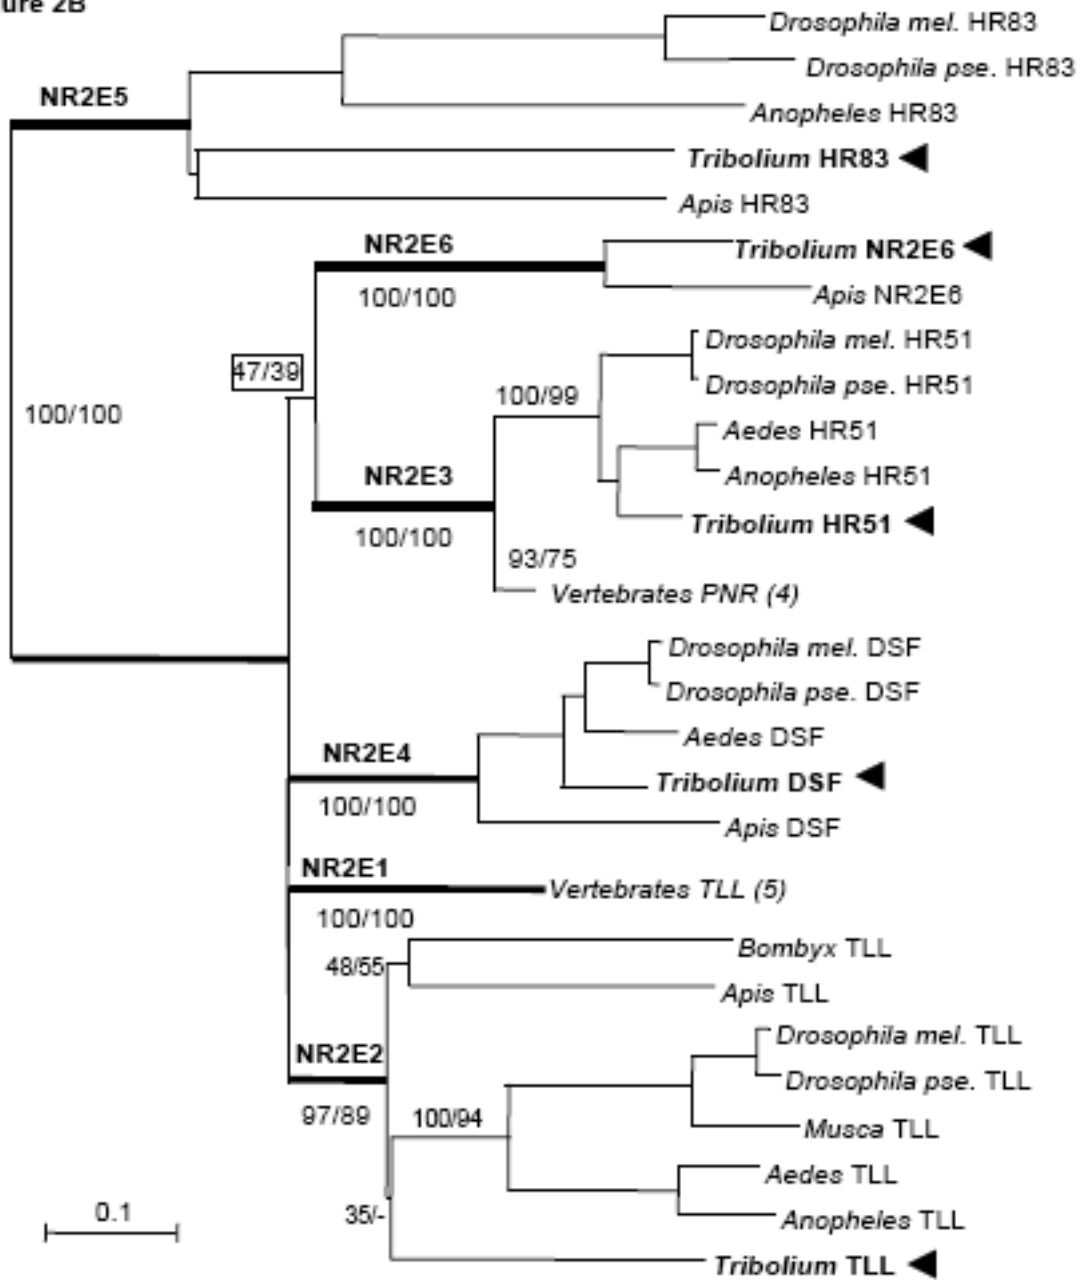 ure 2B
Drosophila mel. HR83
Drosophila pse. HR83
NR2E5
Anopheles HR83
Tribolium HR83
Apis HR83
NR2E6
Tribolium NR2E6
100/100
Apis NR2E6
Drosophila mel. HR51
47/39
Drosophila pse. HR51
100/99
100/100
Aedes HR51
NR2E3
Anopheles HR51
Tribolium HR51
100/100
93/75
Vertebrates PNR (4)
Drosophila mel. DSF
Drosophila pse. DSF
Aedes DSF
NR2E4
Tribolium DSF
100/100
Apis DSF
NR2E1
Vertebrates TLL (5)
100/100
Bombyx TLL
48/55
Apis TLL
Drosophila mel. TLL
NR2E2
Drosophila pse. TLL
97/89
100/94
Musca TLL
Aedes TLL
0.1
35/-
Anopheles TLL
Tribolium TLL